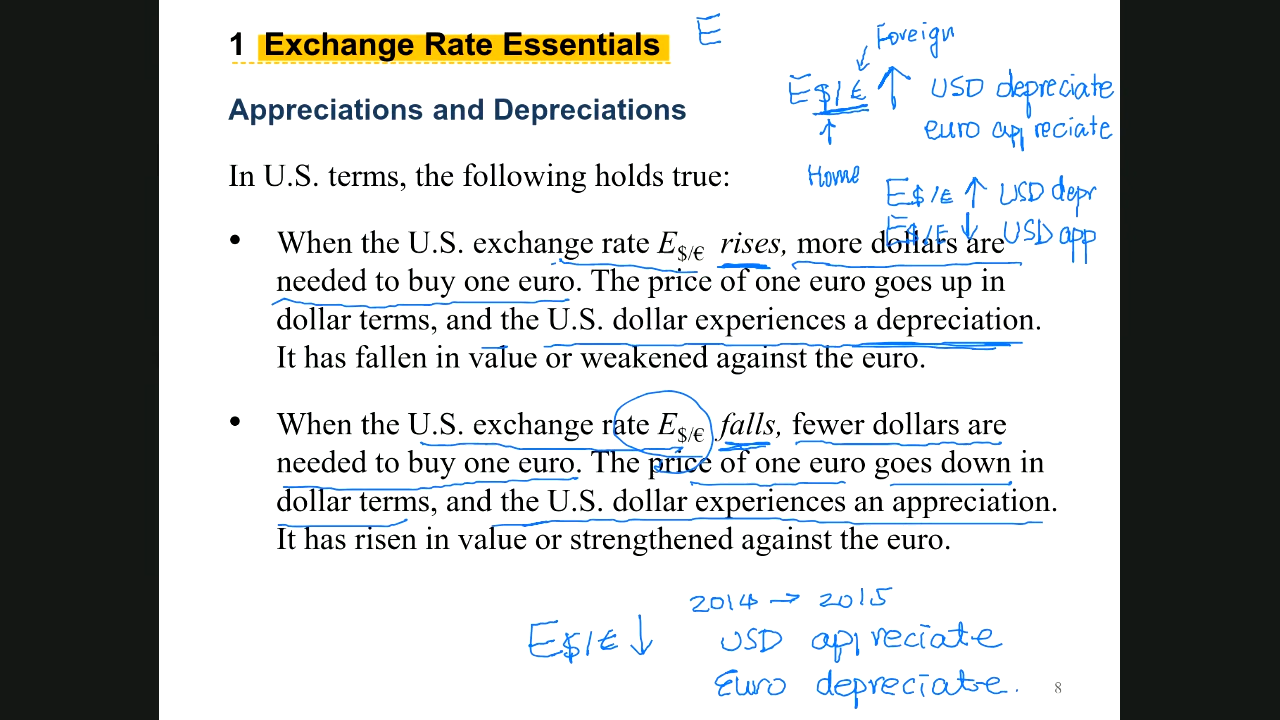 1 Exchange Rate Essentials
E
Foreign
E$/€ ↑ USD depreciate
euro appreciate
Home
Appreciations and Depreciations
In U.S. terms, the following holds true:
E$/€ ↑ USD depr
E$/€ ↓ USD app
• When the U.S. exchange rate E$/€ rises, more dollars are
needed to buy one euro. The price of one euro goes up in
dollar terms, and the U.S. dollar experiences a depreciation.
It has fallen in value or weakened against the euro.
• When the U.S. exchange rate E$/€ falls, fewer dollars are
needed to buy one euro. The price of one euro goes down in
dollar terms, and the U.S. dollar experiences an appreciation.
It has risen in value or strengthened against the euro.
2014 → 2015
E$/€ ↓ USD appreciate
Euro depreciate.
8